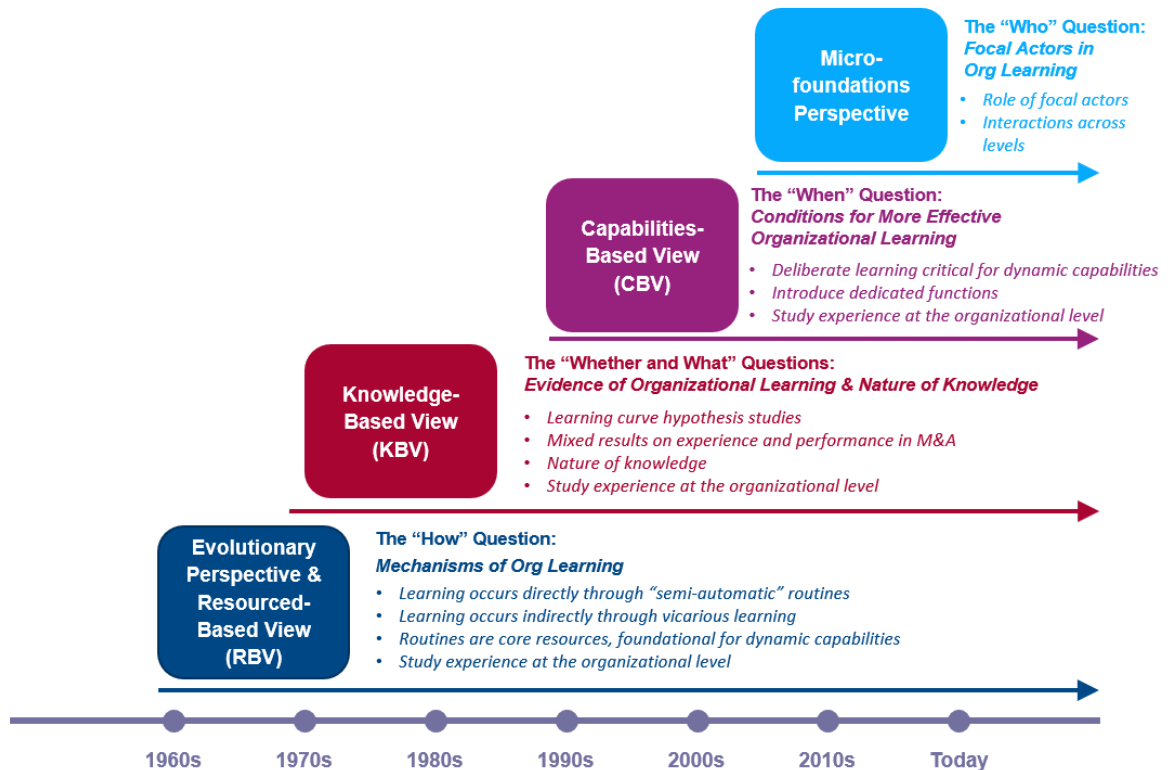 Micro-
foundations
Perspective
The “Who” Question:
Focal Actors in
Org Learning
• Role of focal actors
• Interactions across
levels
Capabilities-
Based View
(CBV)
The “When” Question:
Conditions for More Effective
Organizational Learning
• Deliberate learning critical for dynamic capabilities
• Introduce dedicated functions
• Study experience at the organizational level
Knowledge-
Based View
(KBV)
The “Whether and What” Questions:
Evidence of Organizational Learning & Nature of Knowledge
• Learning curve hypothesis studies
• Mixed results on experience and performance in M&A
• Nature of knowledge
• Study experience at the organizational level
Evolutionary
Perspective &
Resourced-
Based View
(RBV)
The “How” Question:
Mechanisms of Org Learning
• Learning occurs directly through “semi-automatic” routines
• Learning occurs indirectly through vicarious learning
• Routines are core resources, foundational for dynamic capabilities
• Study experience at the organizational level
1960s 1970s 1980s 1990s 2000s 2010s Today